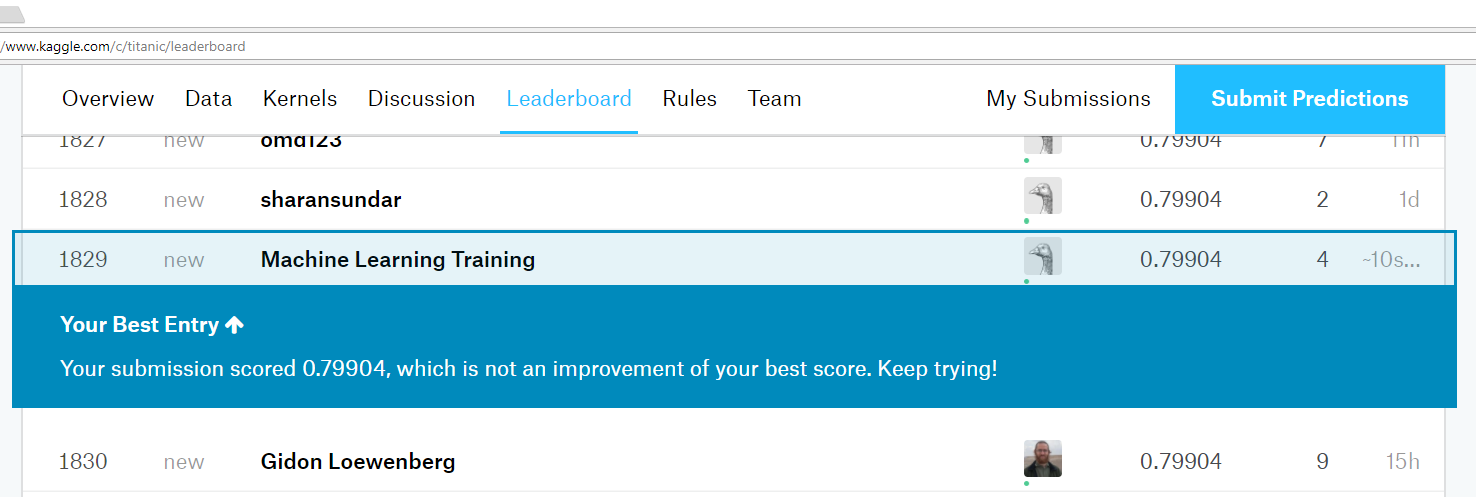 /www.kaggle.com/c/titanic/leaderboard
Overview Data Kernels Discussion Leaderboard Rules Team My Submissions Submit Predictions
1827 new omd123 0.79904 7 11h
1828 new sharansundar 0.79904 2 1d
1829 new Machine Learning Training 0.79904 4 ~10s...
Your Best Entry
Your submission scored 0.79904, which is not an improvement of your best score. Keep trying!
1830 new Gidon Loewenberg 0.79904 9 15h